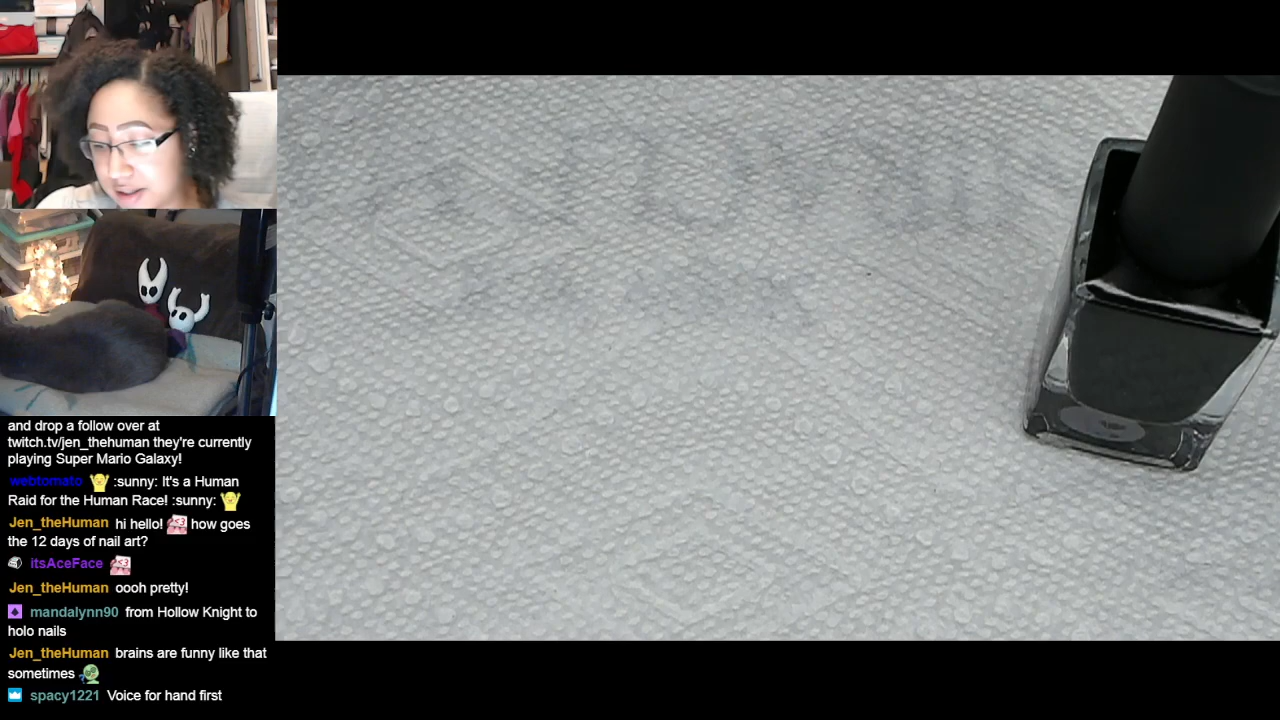 and drop a follow over at
twitch.tv/jen_thehuman they're currently
playing Super Mario Galaxy!
webtomato :sunny: It's a Human
Raid for the Human Race! :sunny:
Jen_theHuman hi hello! how goes
the 12 days of nail art?
itsAceFace
Jen_theHuman oooh pretty!
mandalynn90 from Hollow Knight to
holo nails
Jen_theHuman brains are funny like that
sometimes
spacy1221 Voice for hand first